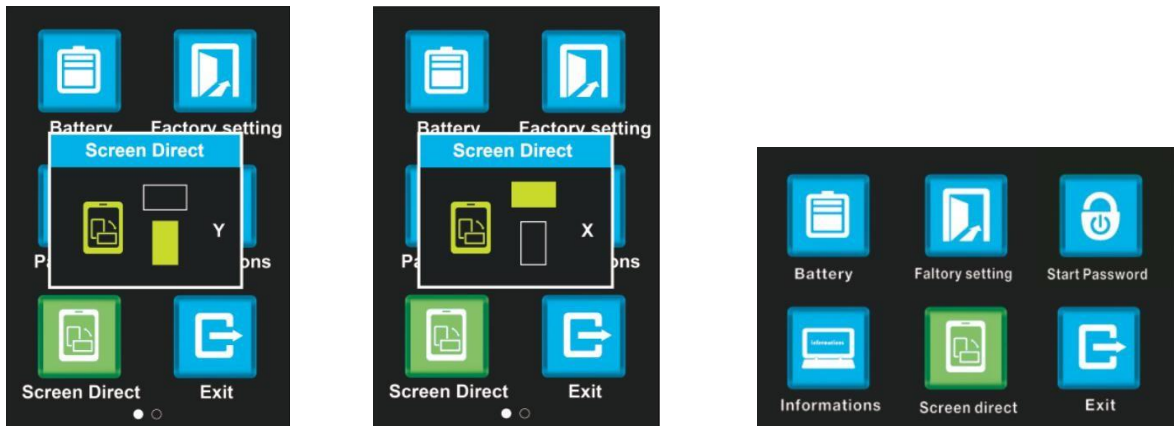 Battery Factory setting
Screen Direct
Y
Pa ons
Screen Direct Exit
Battery Factory setting
Screen Direct
X
Pa ons
Screen Direct Exit
Battery Faltory setting Start Password
Informations
Informations Screen direct Exit